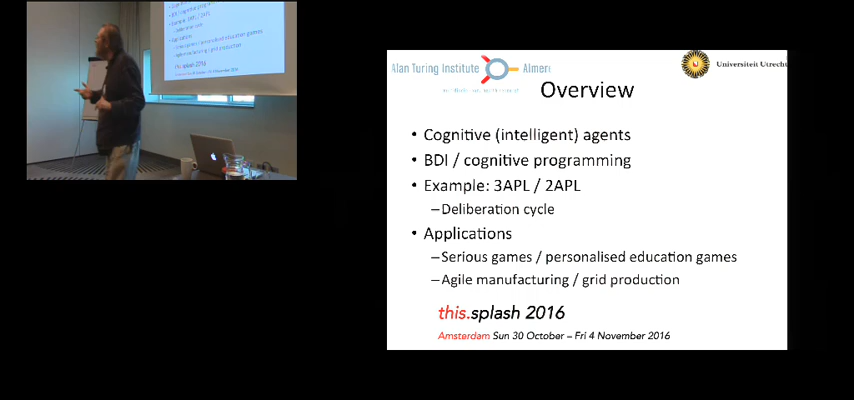 Alan Turing Institute Almere
Universiteit Utrecht
Overview
• Cognitive (intelligent) agents
• BDI / cognitive programming
• Example: 3APL / 2APL
–Deliberation cycle
• Applications
–Serious games / personalised education games
–Agile manufacturing / grid production
this.splash 2016
Amsterdam Sun 30 October – Fri 4 November 2016